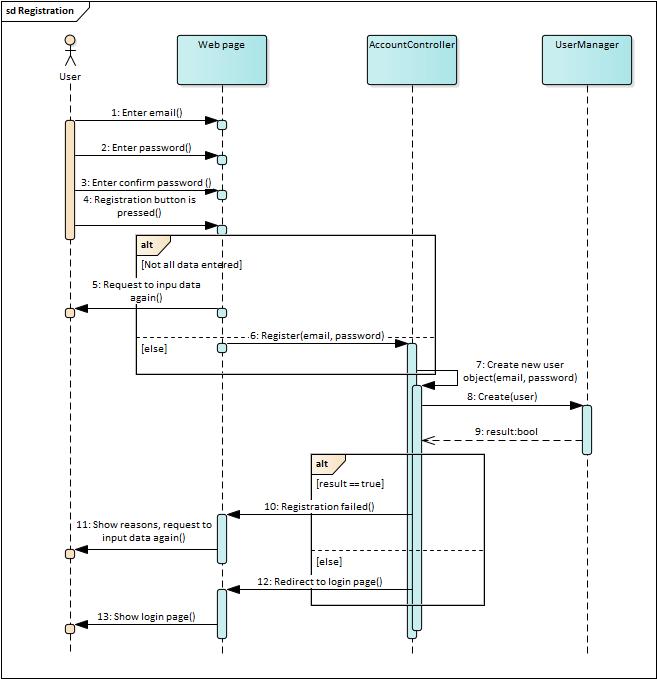 sd Registration
User
Web page
AccountController
UserManager
1: Enter email()
2: Enter password()
3: Enter confirm password ()
4: Registration button is
pressed()
alt
[Not all data entered]
5: Request to inpu data
again()
6: Register(email, password)
[else]
7: Create new user
object(email, password)
8: Create(user)
9: result:bool
alt
[result == true]
10: Registration failed()
11: Show reasons, request to
input data again()
[else]
12: Redirect to login page()
13: Show login page()